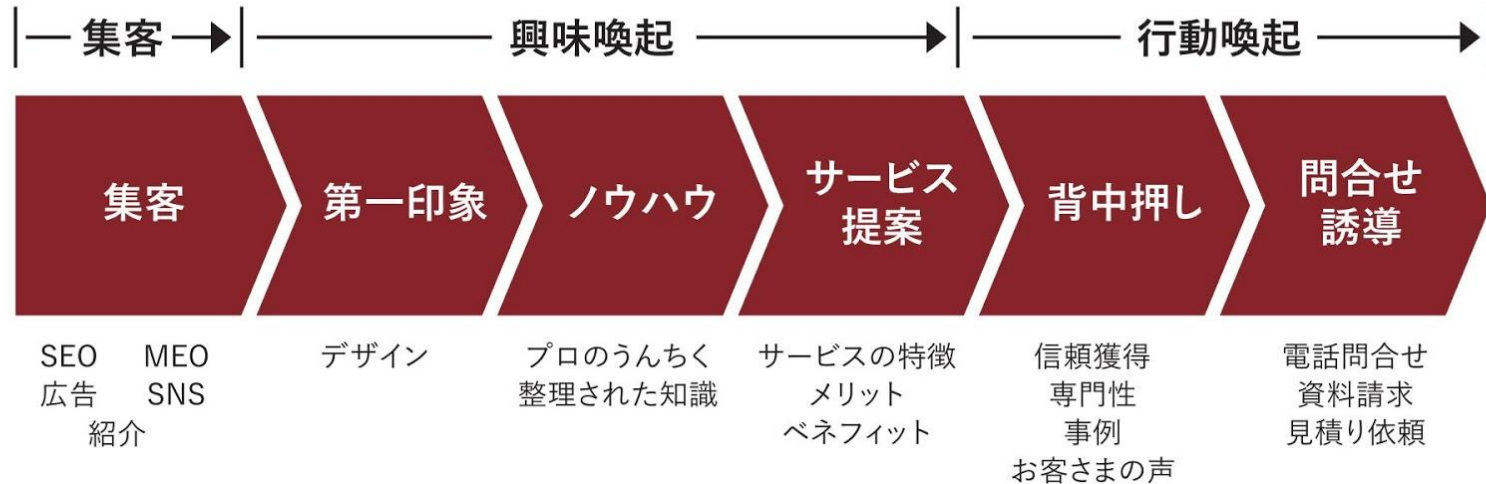 集客
興味喚起
行動喚起
集客
第一印象
ノウハウ
サービス
提案
背中押し
問合せ
誘導
SEO MEO
広告 SNS
紹介
デザイン
プロのうんちく
整理された知識
サービスの特徴
メリット
ベネフィット
信頼獲得
専門性
事例
お客さまの声
電話問合せ
資料請求
見積り依頼